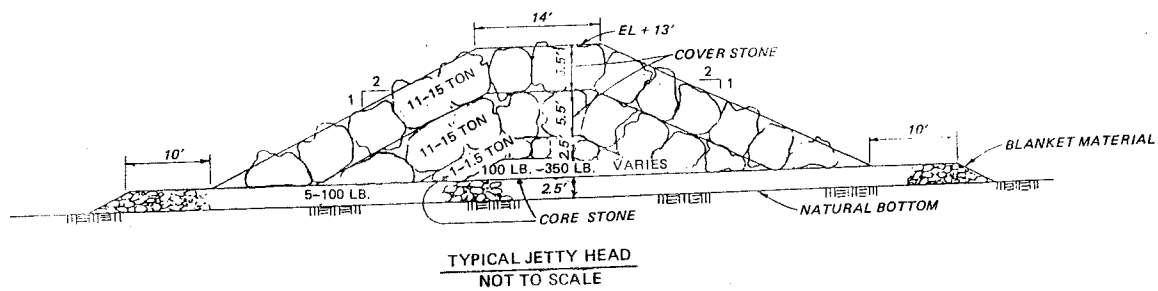 14'
EL + 13'
COVER STONE
5.5'
2
1
11-15 TON
2
1
5.5'
11-15 TON
2.5'
1-1.5 TON
10'
10'
BLANKET MATERIAL
100 LB. -350 LB.
VARIES
5-100 LB.
2.5'
CORE STONE
NATURAL BOTTOM
TYPICAL JETTY HEAD
NOT TO SCALE